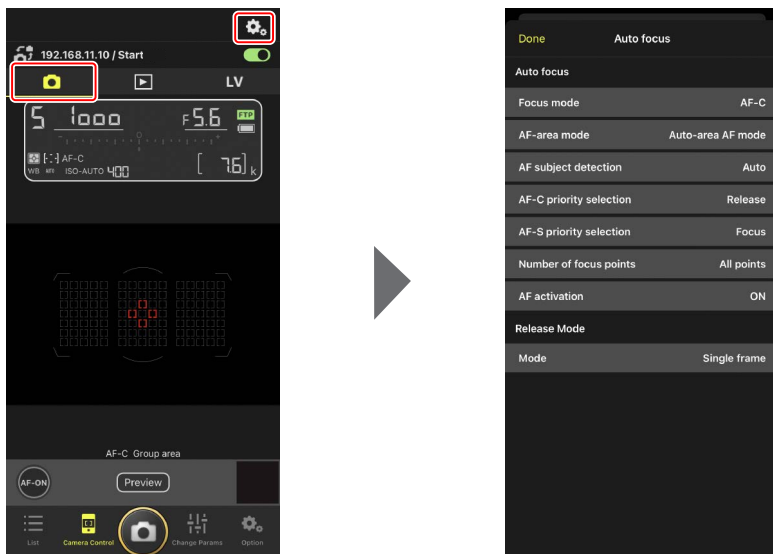 192.168.11.10 / Start
LV
S 1000 F5.6 FTP
AF-C
WB AUTO ISO-AUTO 400 [ 7.6] k
AF-C Group area
AF-ON Preview
List Camera Control Change Params Option
Done Auto focus
Auto focus
Focus mode AF-C
AF-area mode Auto-area AF mode
AF subject detection Auto
AF-C priority selection Release
AF-S priority selection Focus
Number of focus points All points
AF activation ON
Release Mode
Mode Single frame